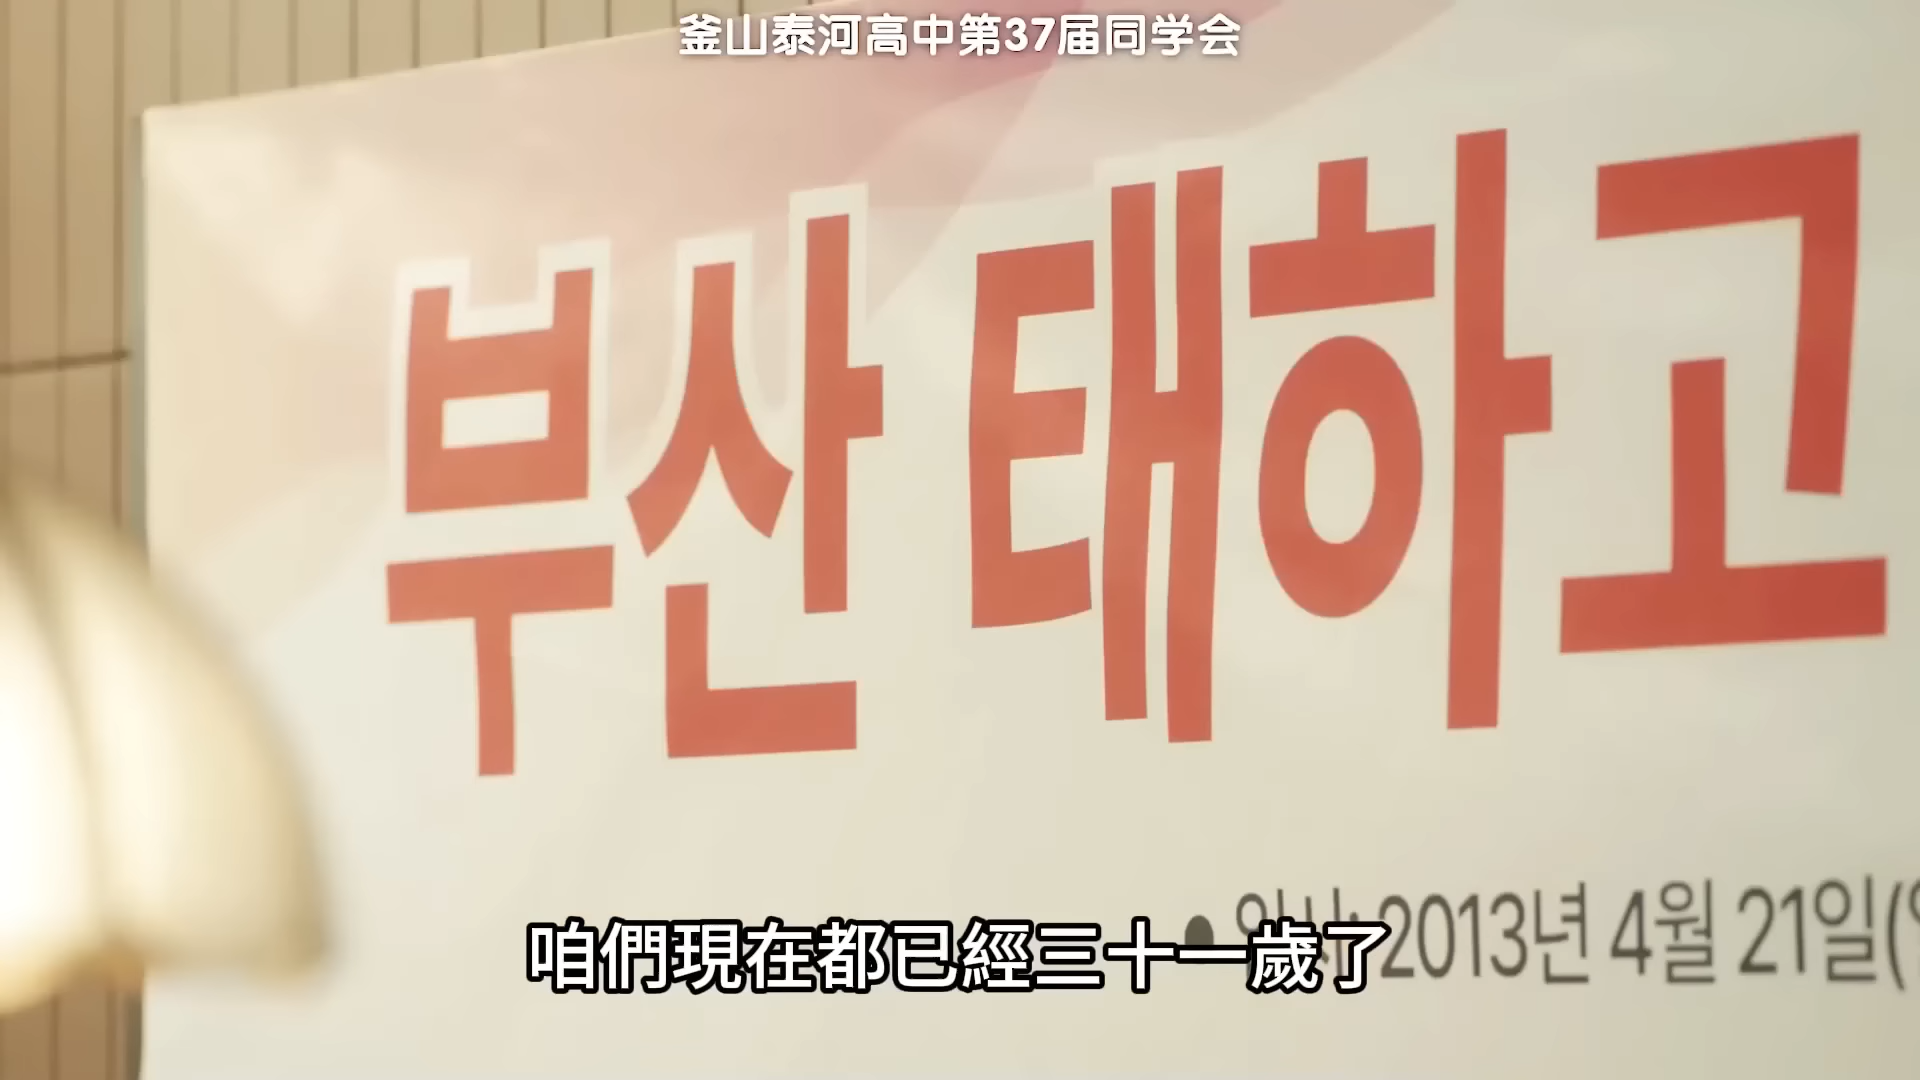 釜山泰河高中第37届同学会
부산 태하고
2013년 4월 21일(
咱們現在都已經三十一歲了